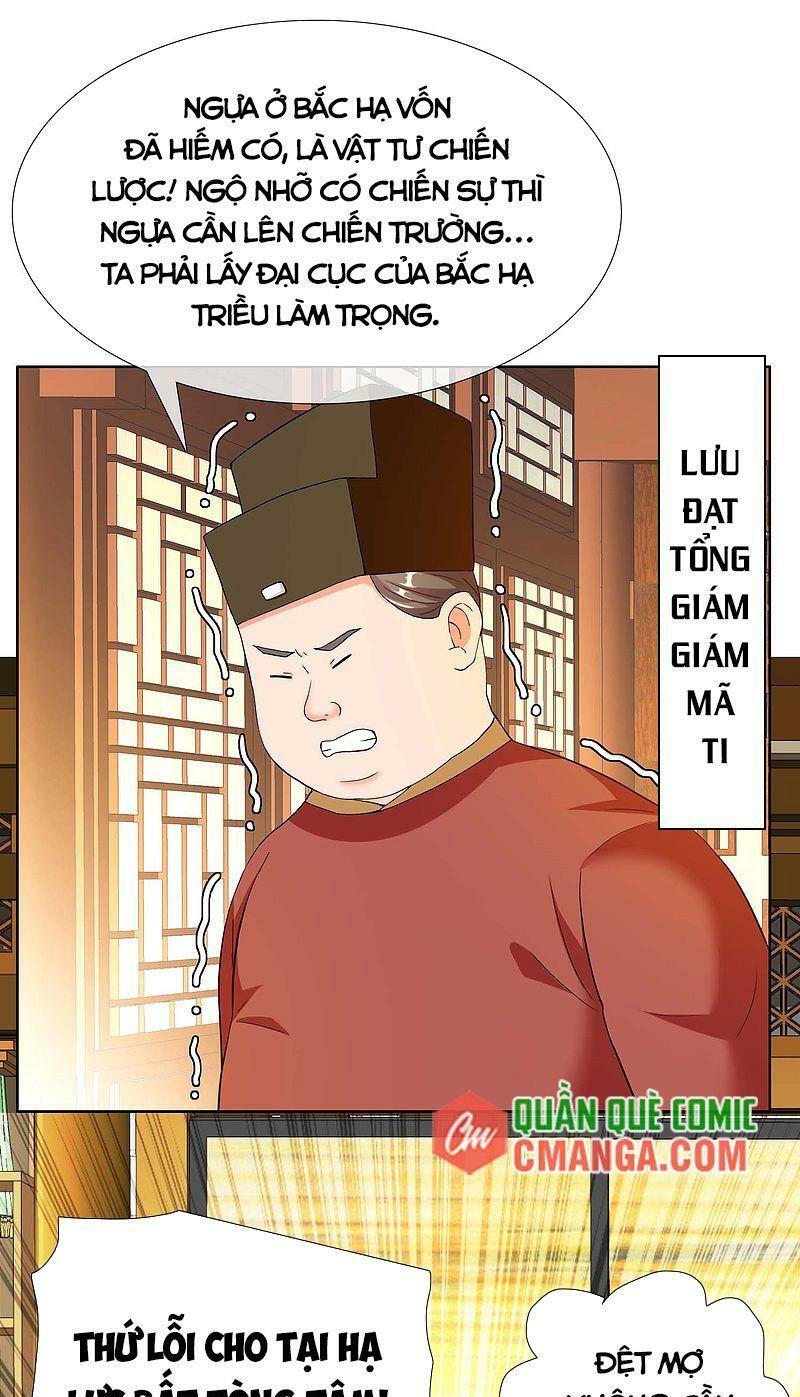 NGỰA Ở BẮC HẠ VỐN
ĐÃ HIẾM CÓ, LÀ VẬT TƯ CHIẾN
LƯỢC! NGỘ NHỠ CÓ CHIẾN SỰ THÌ
NGỰA CẦN LÊN CHIẾN TRƯỜNG...
TA PHẢI LẤY ĐẠI CỤC CỦA BẮC HẠ
TRIỀU LÀM TRỌNG.
LƯU
ĐẠT
TỔNG
GIÁM
GIÁM
MÃ
TI
Cm
QUẦN QUÈ COMIC
CMANGA.COM
THỨ LỖI CHO TẠI HẠ
ĐỆT MỢ